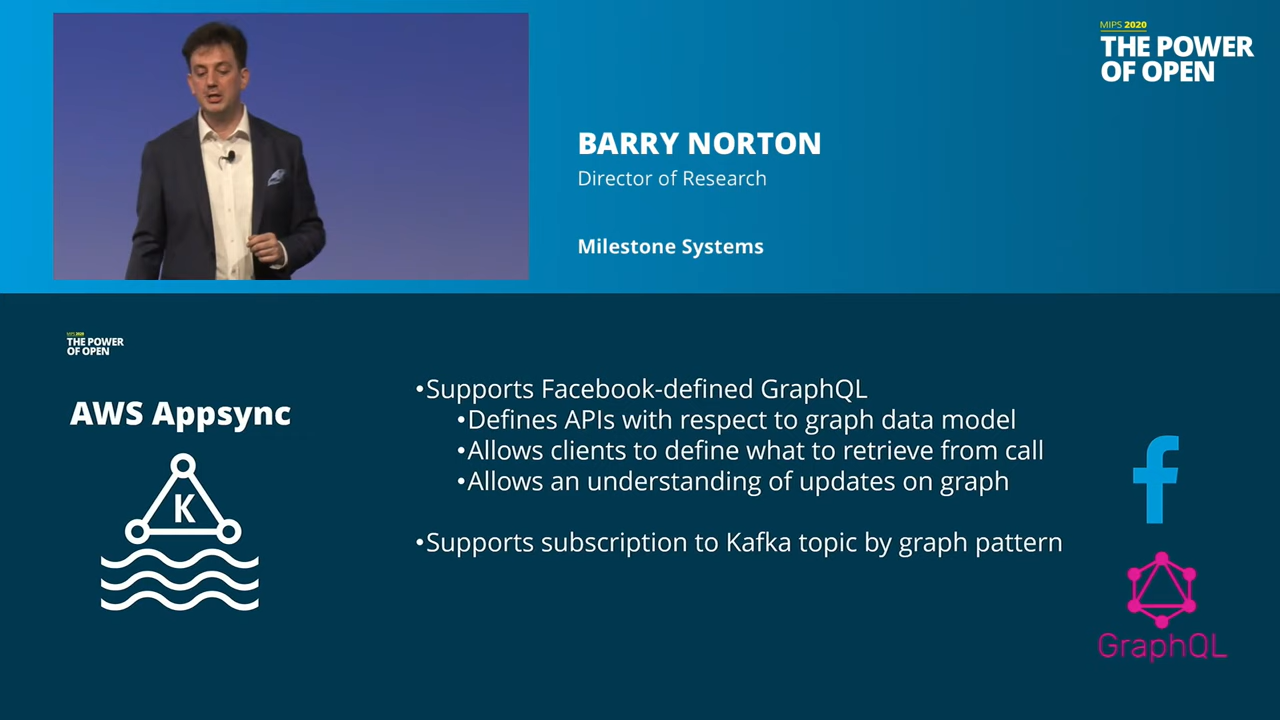 MIPS 2020
THE POWER
OF OPEN
BARRY NORTON
Director of Research
Milestone Systems
MIPS 2020
THE POWER
OF OPEN
AWS Appsync
K
•Supports Facebook-defined GraphQL
•Defines APIs with respect to graph data model
•Allows clients to define what to retrieve from call
•Allows an understanding of updates on graph
•Supports subscription to Kafka topic by graph pattern
f
GraphQL